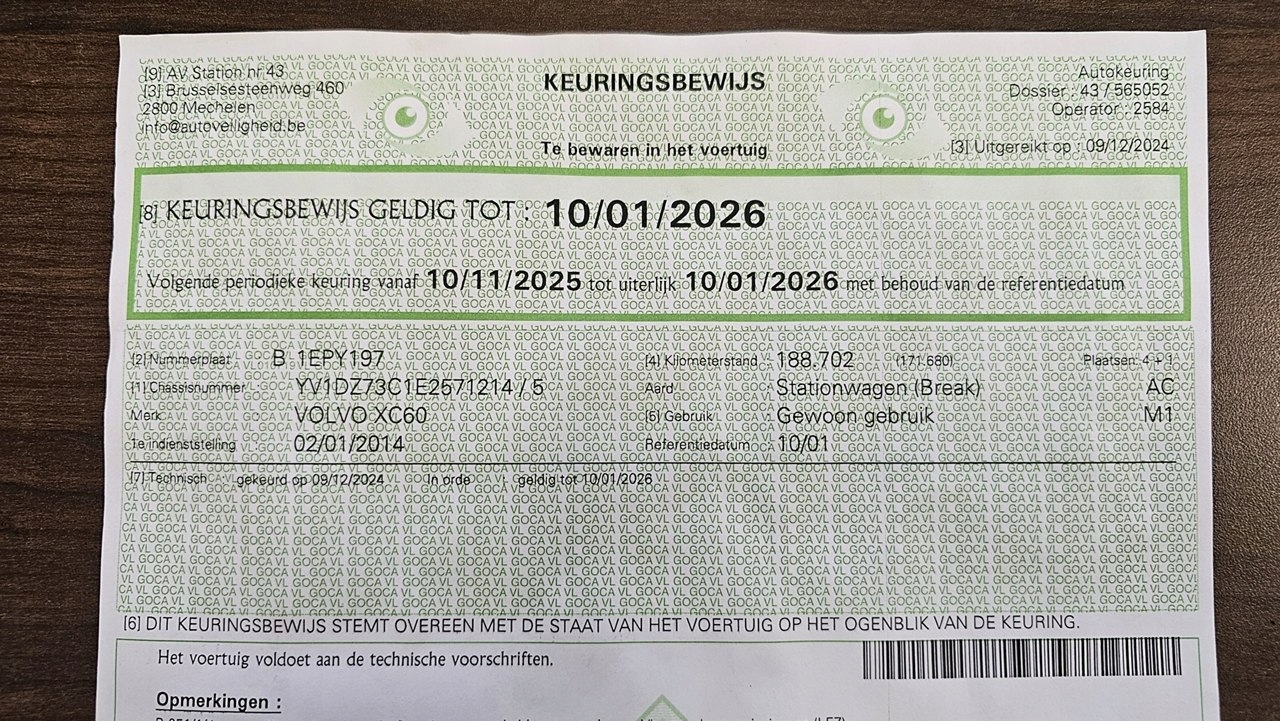 [9] AV Station nr 43
[3] Brusselsesteenweg 460
2800 Mechelen
info@autoveiligheid.be
KEURINGSBEWIJS
Te bewaren in het voertuig
Autokeuring
Dossier : 43 / 565052
Operator : 2584
[3] Uitgereikt op : 09/12/2024
[8] KEURINGSBEWIJS GELDIG TOT : 10/01/2026
Volgende periodieke keuring vanaf 10/11/2025 tot uiterlijk 10/01/2026 met behoud van de referentiedatum
[2] Nummerplaat B 1EPY197 [4] Kilometerstand : 188.702 (171.680) Plaatsen: 4 + 1
[1] Chassisnummer : YV1DZ73C1E2571214 / 5 Aard : Stationwagen (Break) AC
Merk : VOLVO XC60 [5] Gebruik : Gewoon gebruik M1
Te indienststelling 02/01/2014 Referentiedatum : 10/01
[7] Technisch : gekeurd op 09/12/2024 In orde : geldig tot 10/01/2026
[6] DIT KEURINGSBEWIJS STEMT OVEREEN MET DE STAAT VAN HET VOERTUIG OP HET OGENBLIK VAN DE KEURING.
Het voertuig voldoet aan de technische voorschriften.
Opmerkingen :